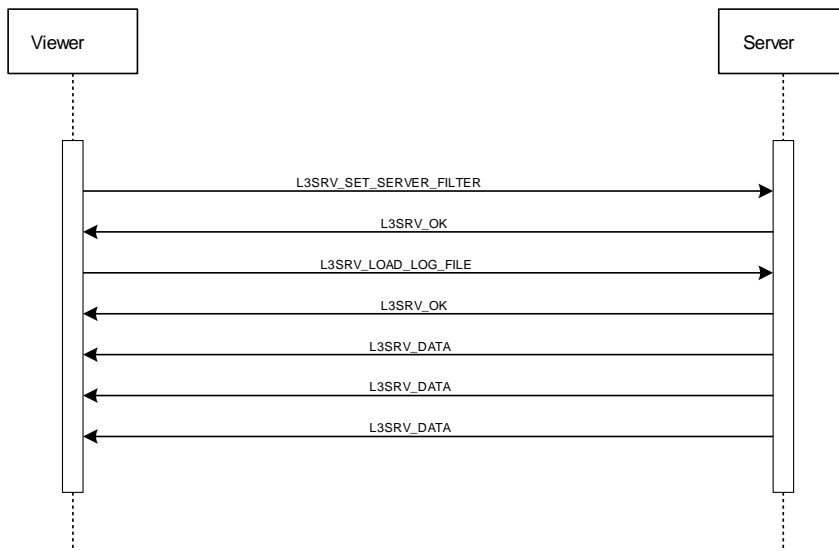 Viewer
Server
L3SRV_SET_SERVER_FILTER
L3SRV_OK
L3SRV_LOAD_LOG_FILE
L3SRV_OK
L3SRV_DATA
L3SRV_DATA
L3SRV_DATA